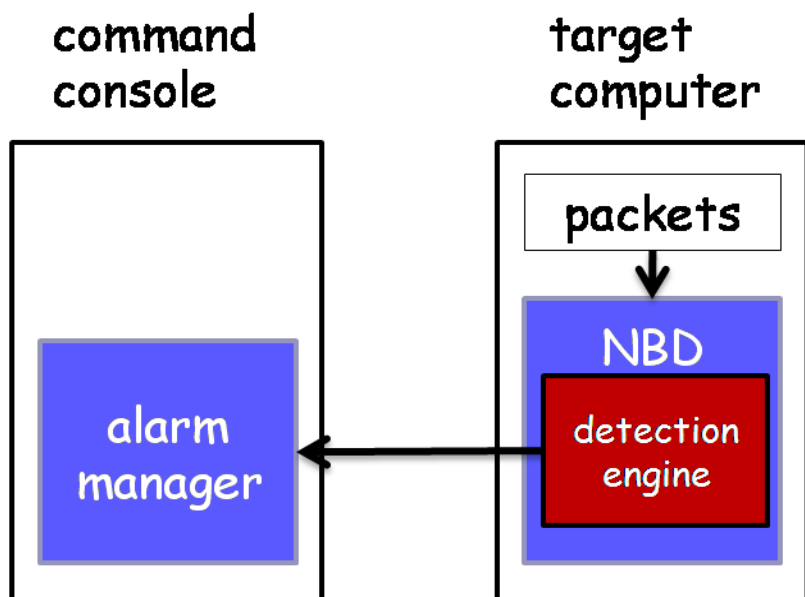 command
console
target
computer
packets
NBD
detection
engine
alarm
manager